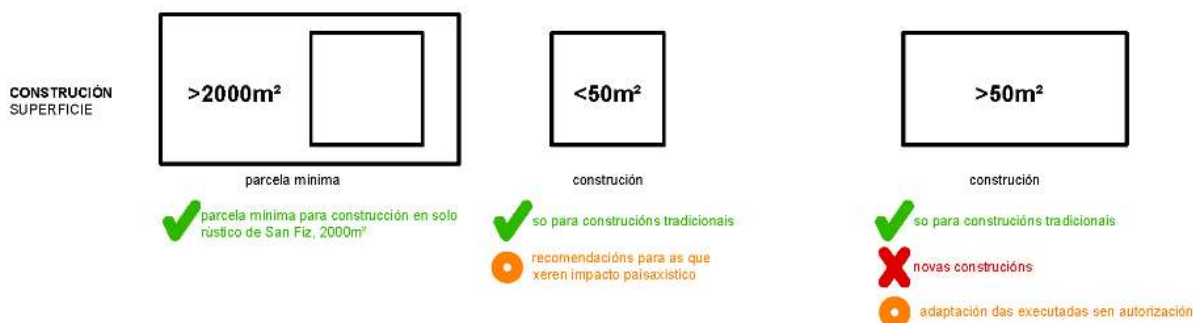 CONSTRUCIÓN
SUPERFICIE
>2000m²
parcela mínima
parcela mínima para construcción en solo
rústico de San Fiz, 2000m²
<50m²
construción
so para construcións tradicionais
recomendacións para as que
xeren impacto paisaxístico
>50m²
construción
so para construcións tradicionais
novas construcións
adaptación das executadas sen autorización